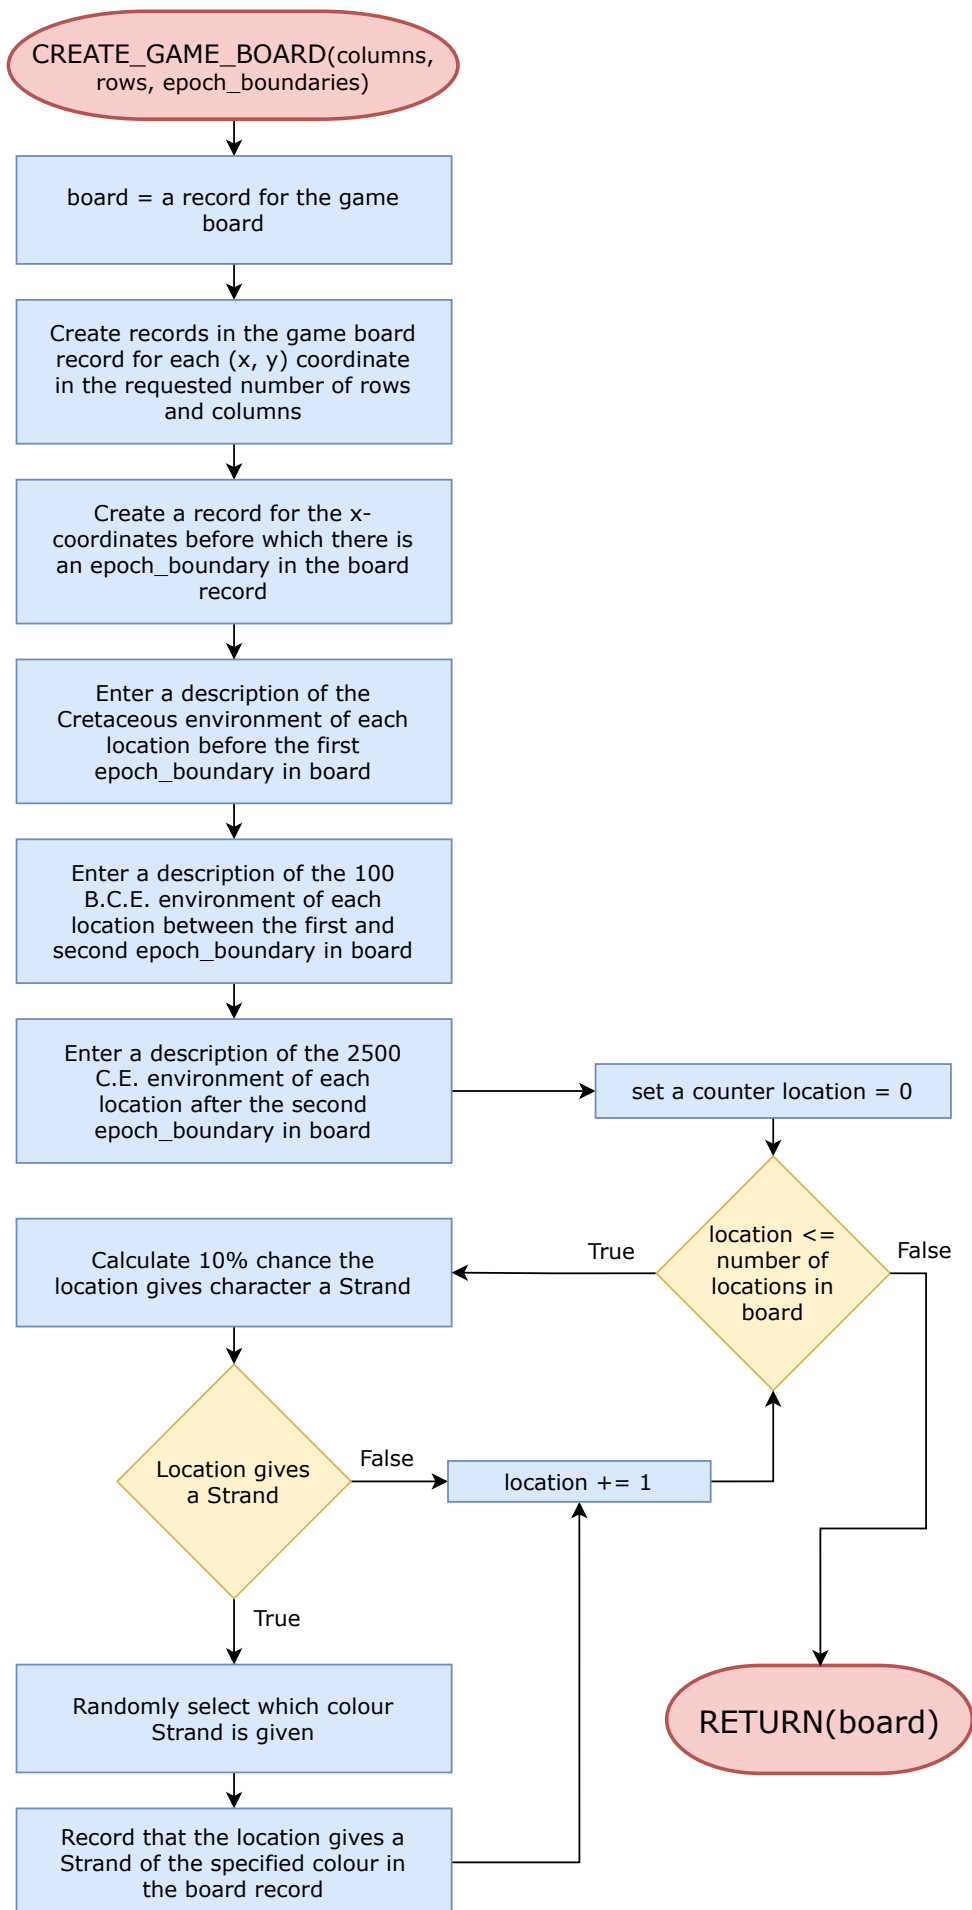 CREATE_GAME_BOARD(columns,
rows, epoch_boundaries)
board = a record for the game
board
Create records in the game board
record for each (x, y) coordinate
in the requested number of rows
and columns
Create a record for the x-
coordinates before which there is
an epoch_boundary in the board
record
Enter a description of the
Cretaceous environment of each
location before the first
epoch_boundary in board
Enter a description of the 100
B.C.E. environment of each
location between the first and
second epoch_boundary in board
Enter a description of the 2500
C.E. environment of each
location after the second
epoch_boundary in board
set a counter location = 0
location <=
number of
locations in
board
True
False
Calculate 10% chance the
location gives character a Strand
Location gives
a Strand
False
location += 1
True
Randomly select which colour
Strand is given
Record that the location gives a
Strand of the specified colour in
the board record
RETURN(board)